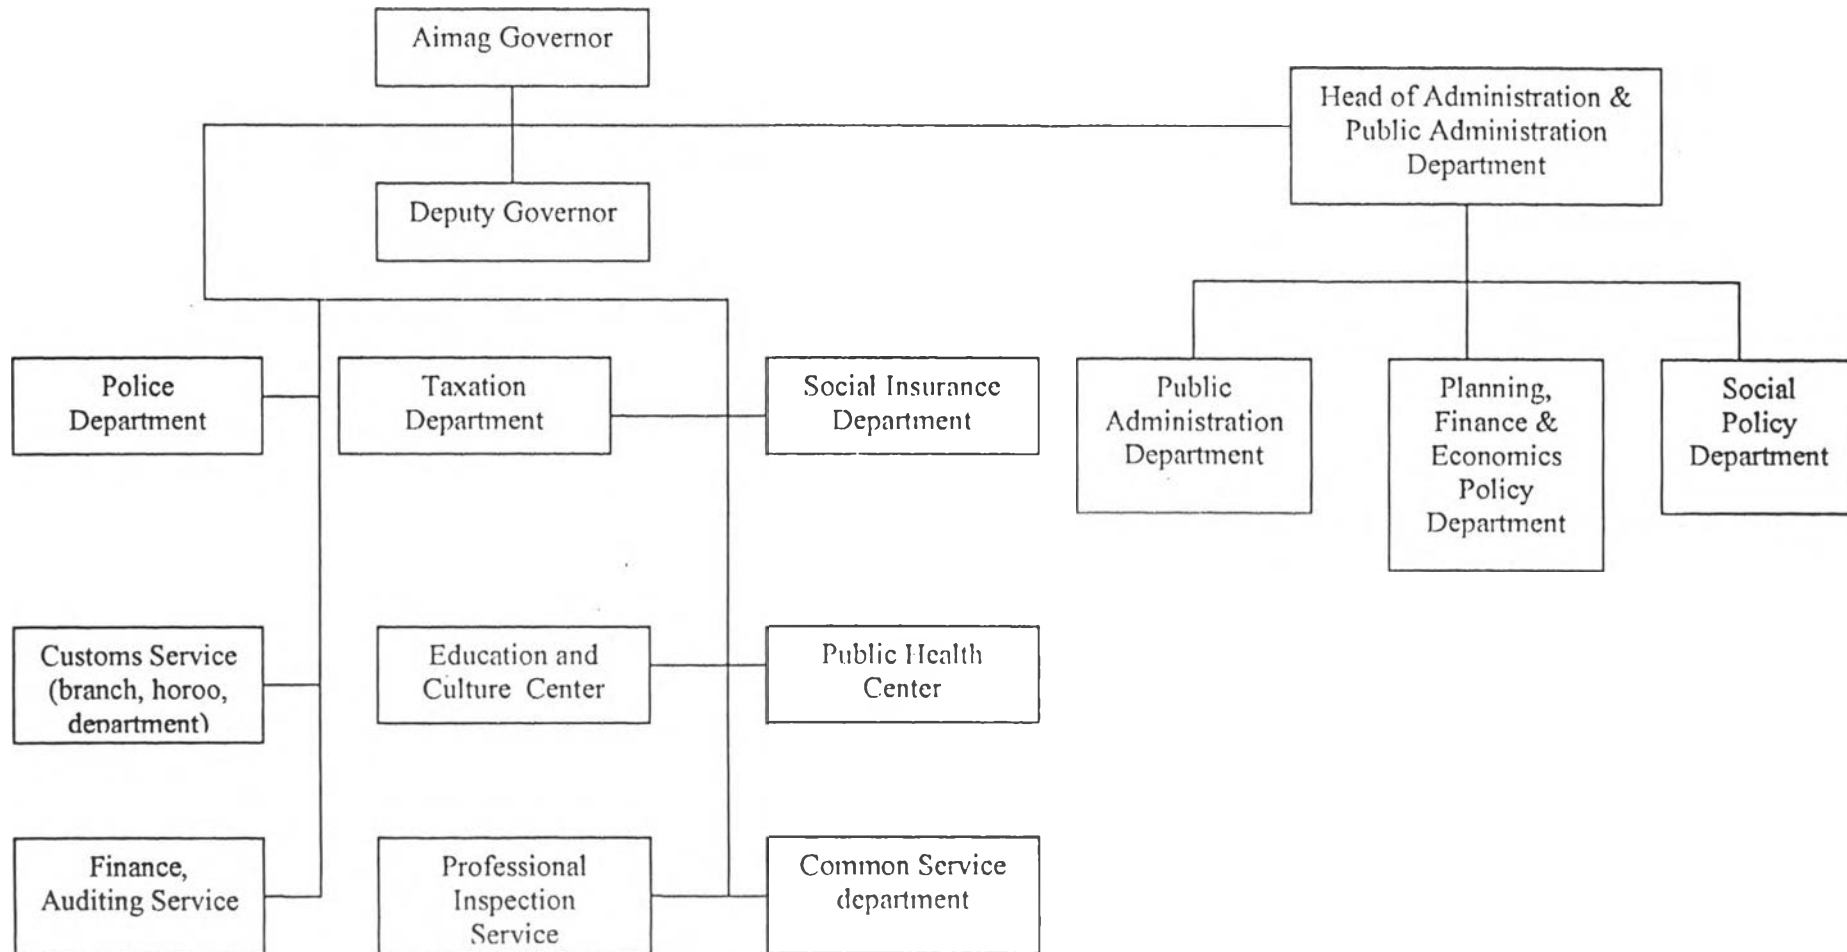 Aimag Governor
Head of Administration &
Public Administration
Department
Deputy Governor
Police
Department
Taxation
Department
Social Insurance
Department
Public
Administration
Department
Planning,
Finance &
Economics
Policy
Department
Social
Policy
Department
Customs Service
(branch, horoo,
department)
Education and
Culture Center
Public Health
Center
Finance,
Auditing Service
Professional
Inspection
Service
Common Service
department